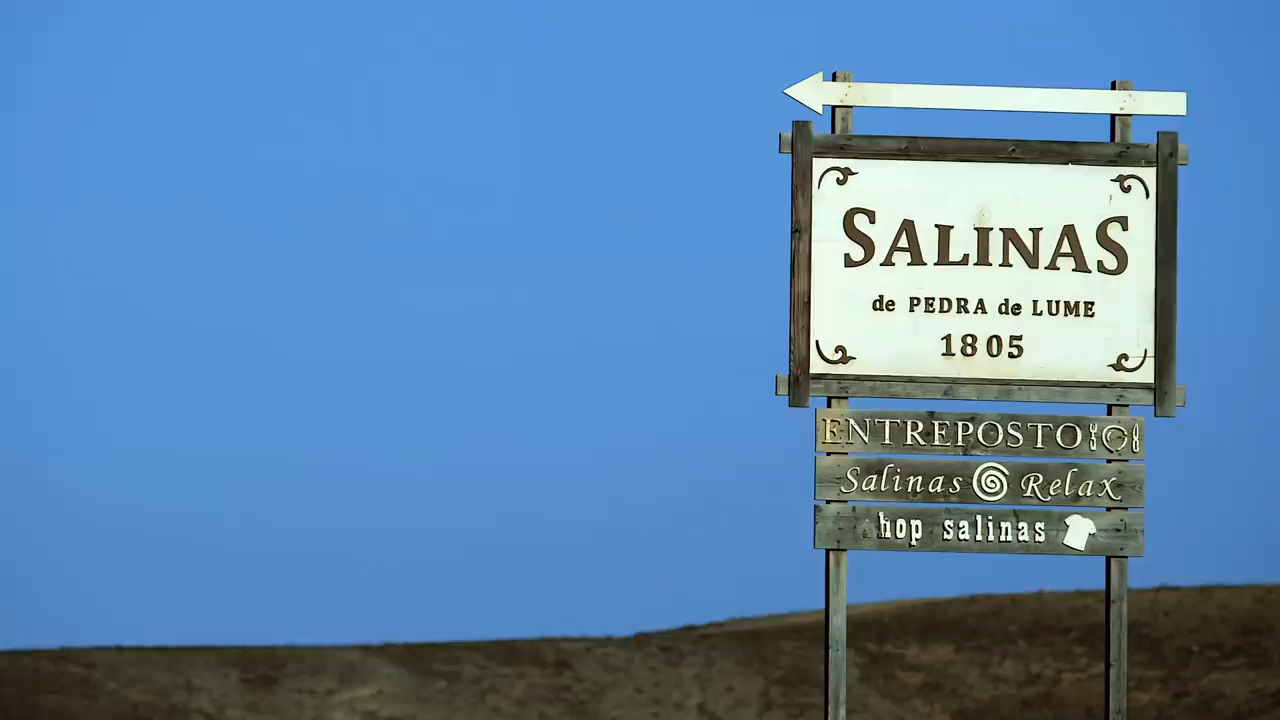 SALINAS
de PEDRA de LUME
1805
ENTREPOSTO
Salinas Relax
hop salinas